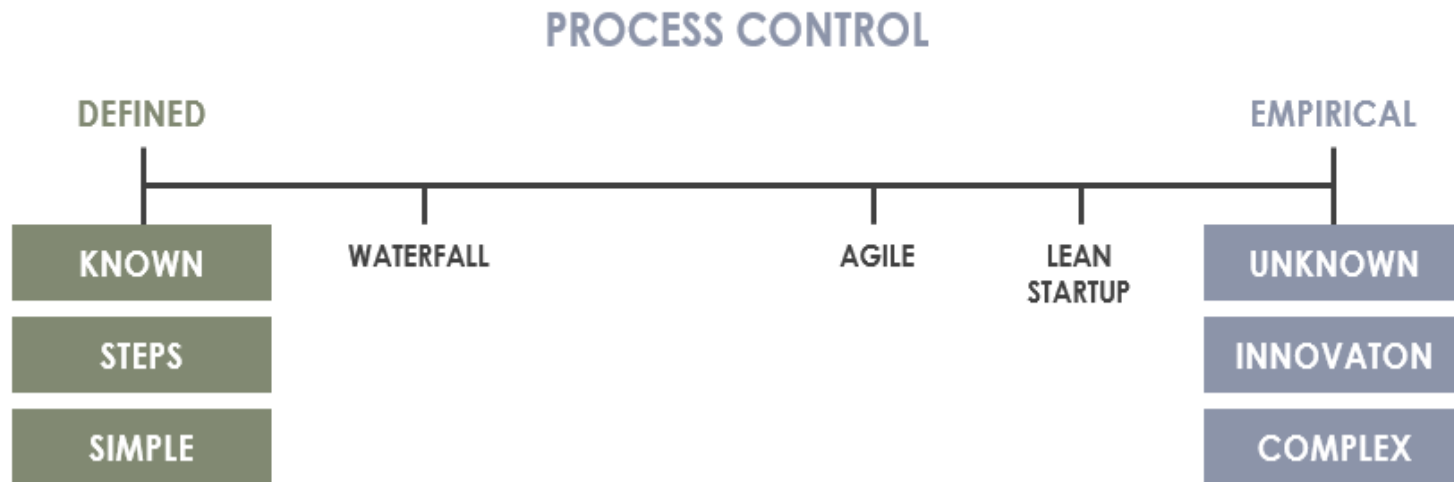 PROCESS CONTROL
DEFINED
EMPIRICAL
KNOWN
WATERFALL
AGILE
LEAN
STARTUP
UNKNOWN
STEPS
INNOVATON
SIMPLE
COMPLEX